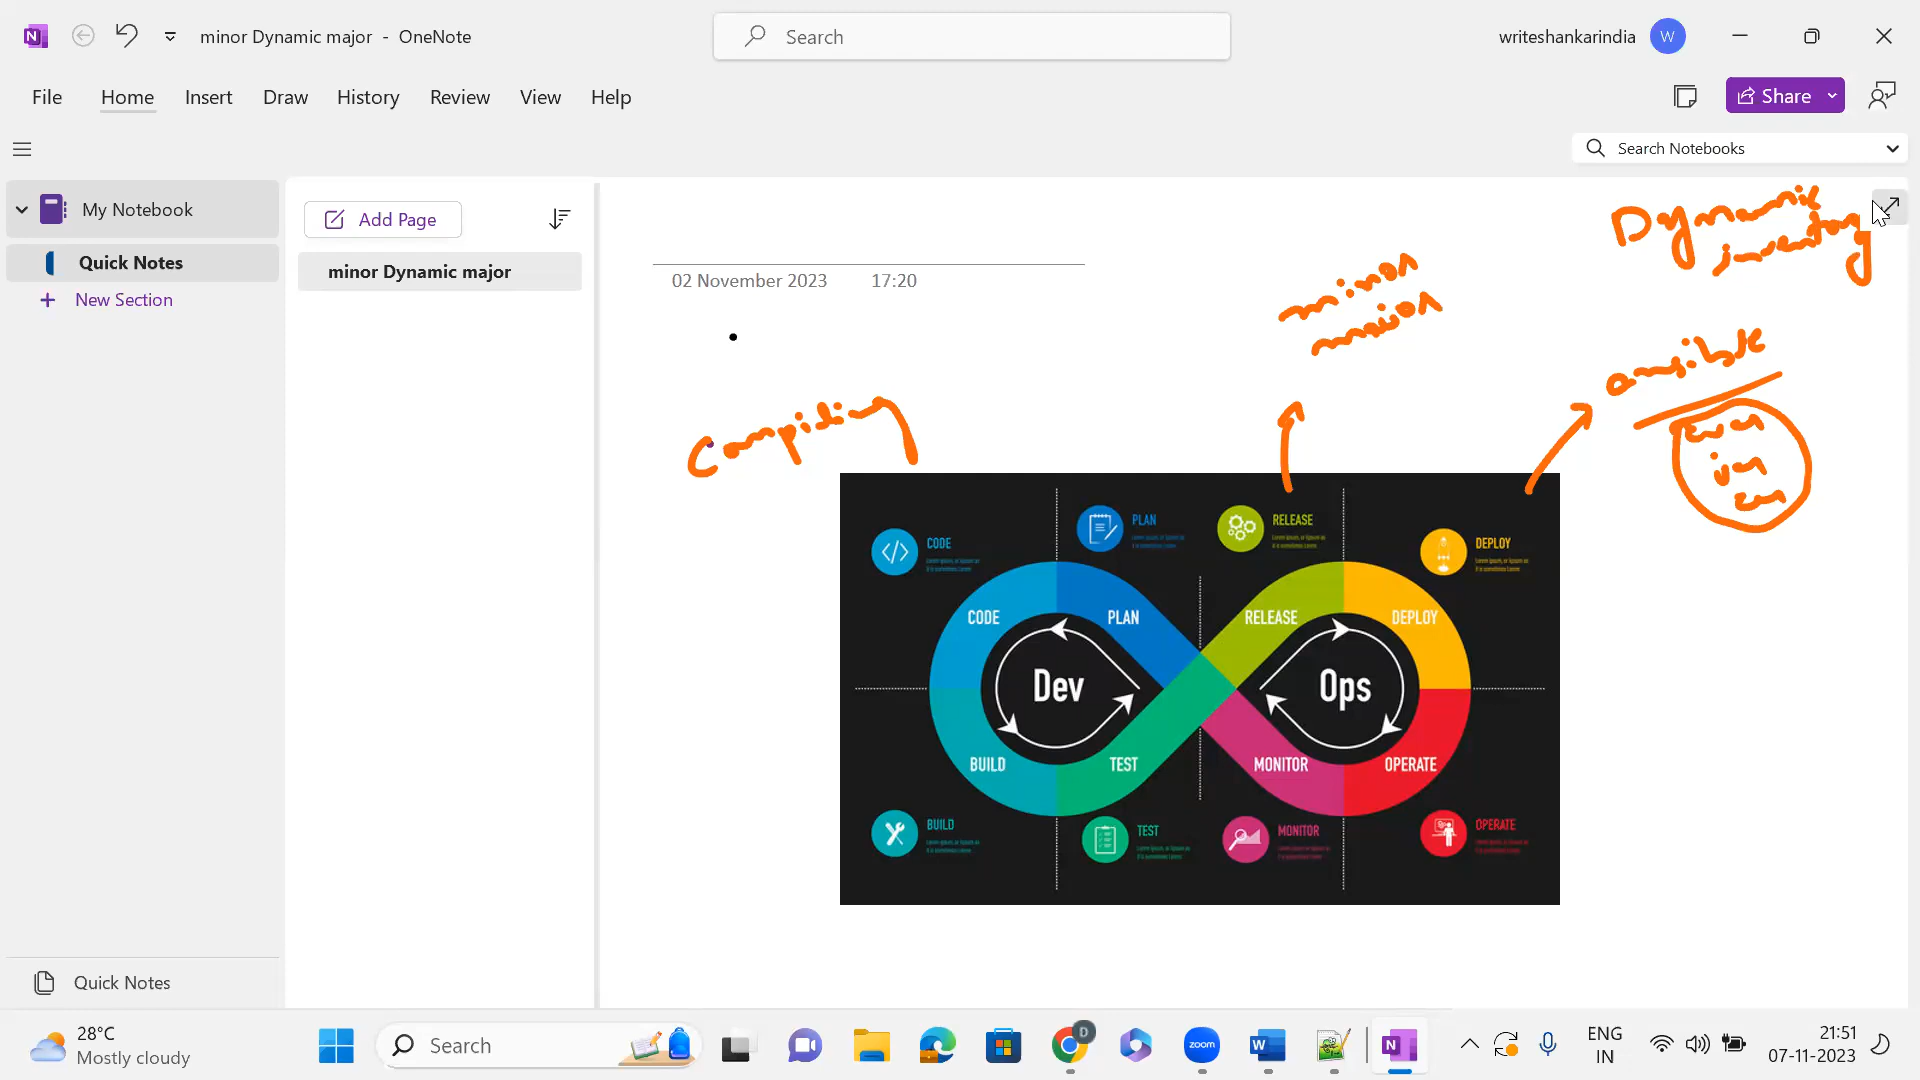 minor Dynamic major - OneNote
Search
writeshankarindia
W
File
Home
Insert
Draw
History
Review
View
Help
Share
Search Notebooks
My Notebook
Add Page
Quick Notes
minor Dynamic major
New Section
02 November 2023
17:20
Dynamic
inventory
minor
major
ansible
Compiling
CODE
PLAN
RELEASE
DEPLOY
CODE
PLAN
RELEASE
DEPLOY
Dev
Ops
BUILD
TEST
MONITOR
OPERATE
BUILD
TEST
MONITOR
OPERATE
Quick Notes
28°C
Mostly cloudy
Search
D
zoom
W
N
ENG
IN
21:51
07-11-2023